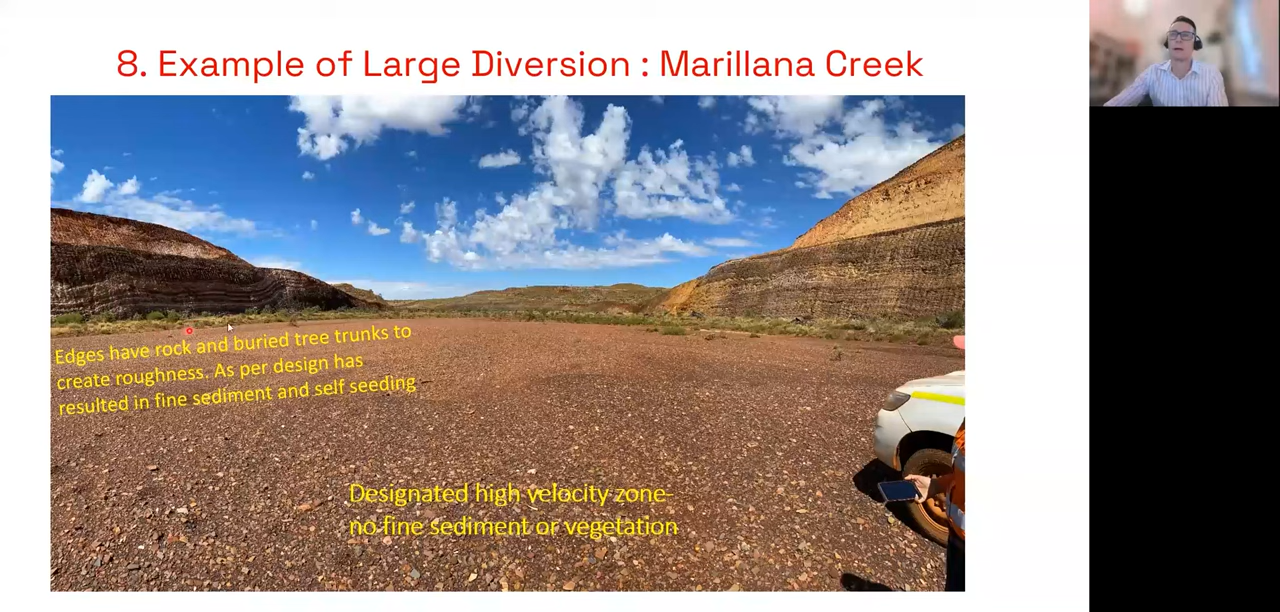 8. Example of Large Diversion : Marillana Creek
Edges have rock and buried tree trunks to
create roughness. As per design has
resulted in fine sediment and self seeding
Designated high velocity zone-
no fine sediment or vegetation